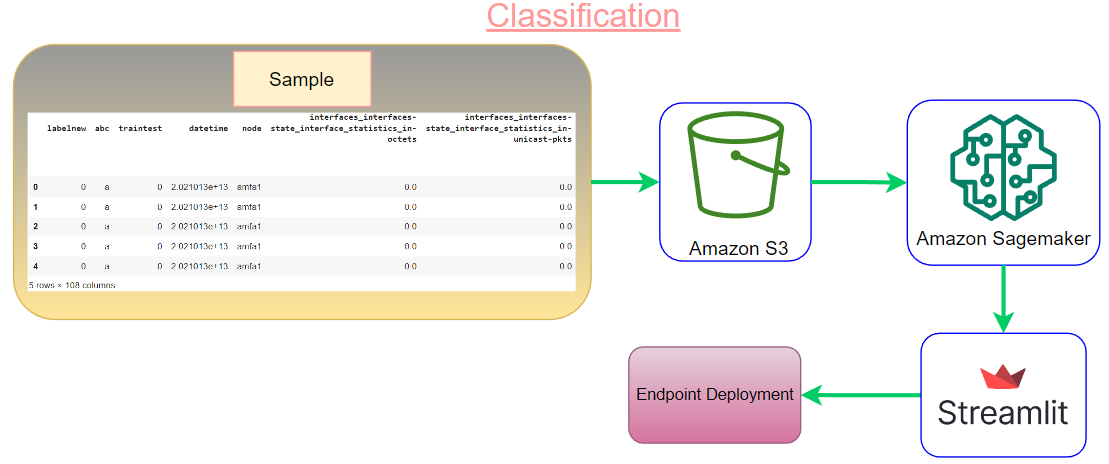 Classification
Sample
interfaces_interfaces- interfaces_interfaces-
labelnew abc traintest datetime node state_interface_statistics_in- state_interface_statistics_in-
octets unicast-pkts
0 0 a 0 2.021013e+13 amfa1 0.0 0.0
1 0 a 0 2.021013e+13 amfa1 0.0 0.0
2 0 a 0 2.021013e+13 amfa1 0.0 0.0
3 0 a 0 2.021013e+13 amfa1 0.0 0.0
4 0 a 0 2.021013e+13 amfa1 0.0 0.0
5 rows × 108 columns
Amazon S3
Amazon Sagemaker
Endpoint Deployment
Streamlit